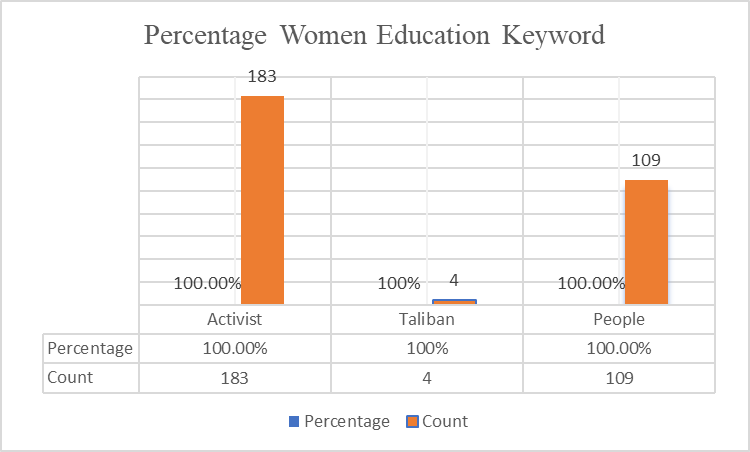 Percentage Women Education Keyword
183
109
100.00% 100% 4 100.00%
Activist Taliban People
Percentage 100.00% 100% 100.00%
Count 183 4 109
Percentage Count